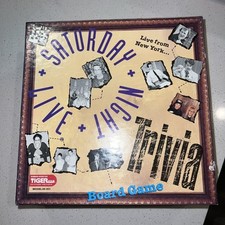 SATURDAY
NIGHT
LIVE
Live from
New York...
Trivia
Board Game
TIGER